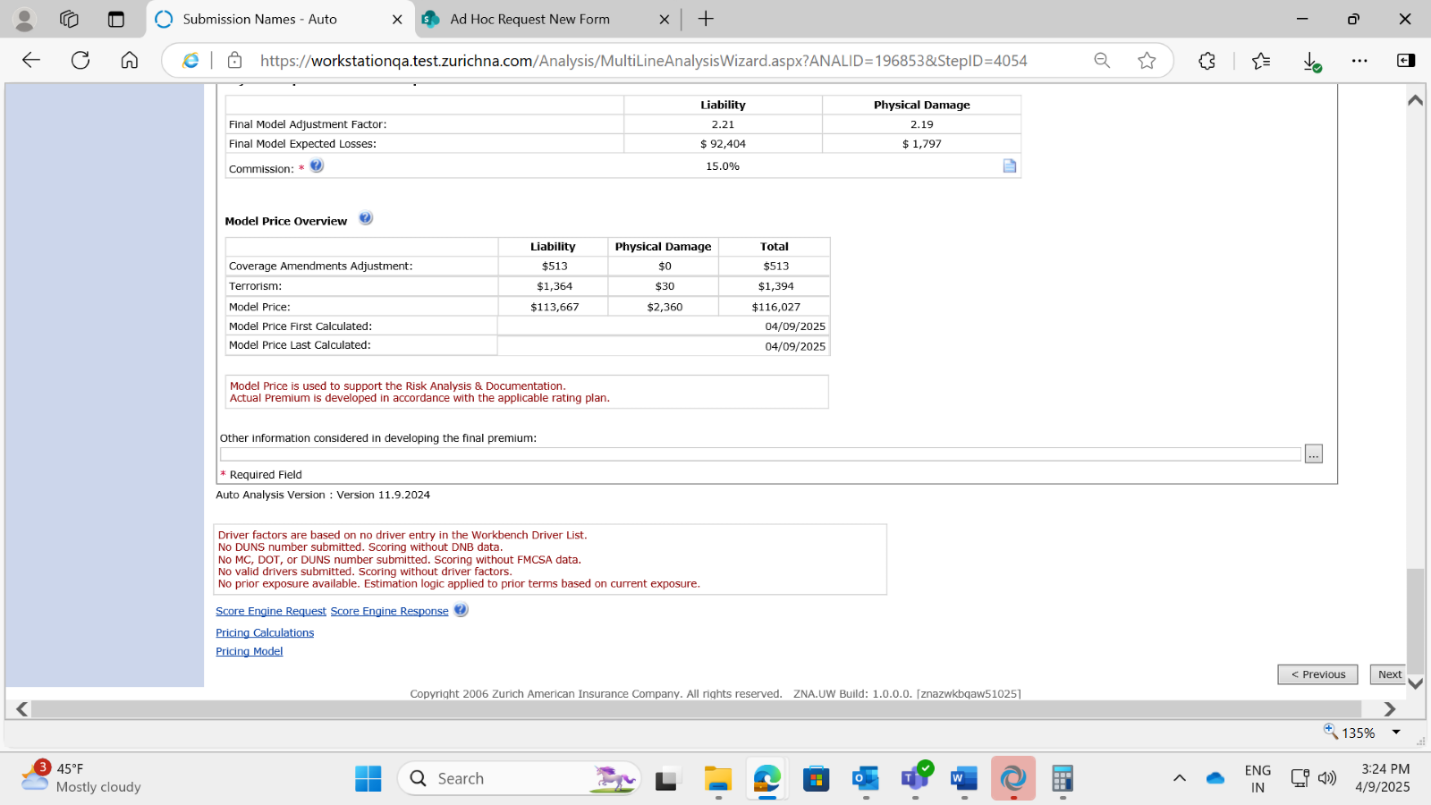 Submission Names - Auto
Ad Hoc Request New Form
https://workstationqa.test.zurichna.com/Analysis/MultiLineAnalysisWizard.aspx?ANALID=196853&StepID=4054
Liability Physical Damage
Final Model Adjustment Factor: 2.21 2.19
Final Model Expected Losses: $ 92,404 $ 1,797
Commission: * 15.0%
Model Price Overview
Liability Physical Damage Total
Coverage Amendments Adjustment: $513 $0 $513
Terrorism: $1,364 $30 $1,394
Model Price: $113,667 $2,360 $116,027
Model Price First Calculated: 04/09/2025
Model Price Last Calculated: 04/09/2025
Model Price is used to support the Risk Analysis & Documentation.
Actual Premium is developed in accordance with the applicable rating plan.
Other information considered in developing the final premium:
...
* Required Field
Auto Analysis Version : Version 11.9.2024
Driver factors are based on no driver entry in the Workbench Driver List.
No DUNS number submitted. Scoring without DNB data.
No MC, DOT, or DUNS number submitted. Scoring without FMCSA data.
No valid drivers submitted. Scoring without driver factors.
No prior exposure available. Estimation logic applied to prior terms based on current exposure.
Score Engine Request Score Engine Response
Pricing Calculations
Pricing Model
< Previous Next
Copyright 2006 Zurich American Insurance Company. All rights reserved. ZNA.UW Build: 1.0.0.0. [znazwkbqaw51025]
135%
3
45°F
Mostly cloudy
Search
ENG
IN
3:24 PM
4/9/2025